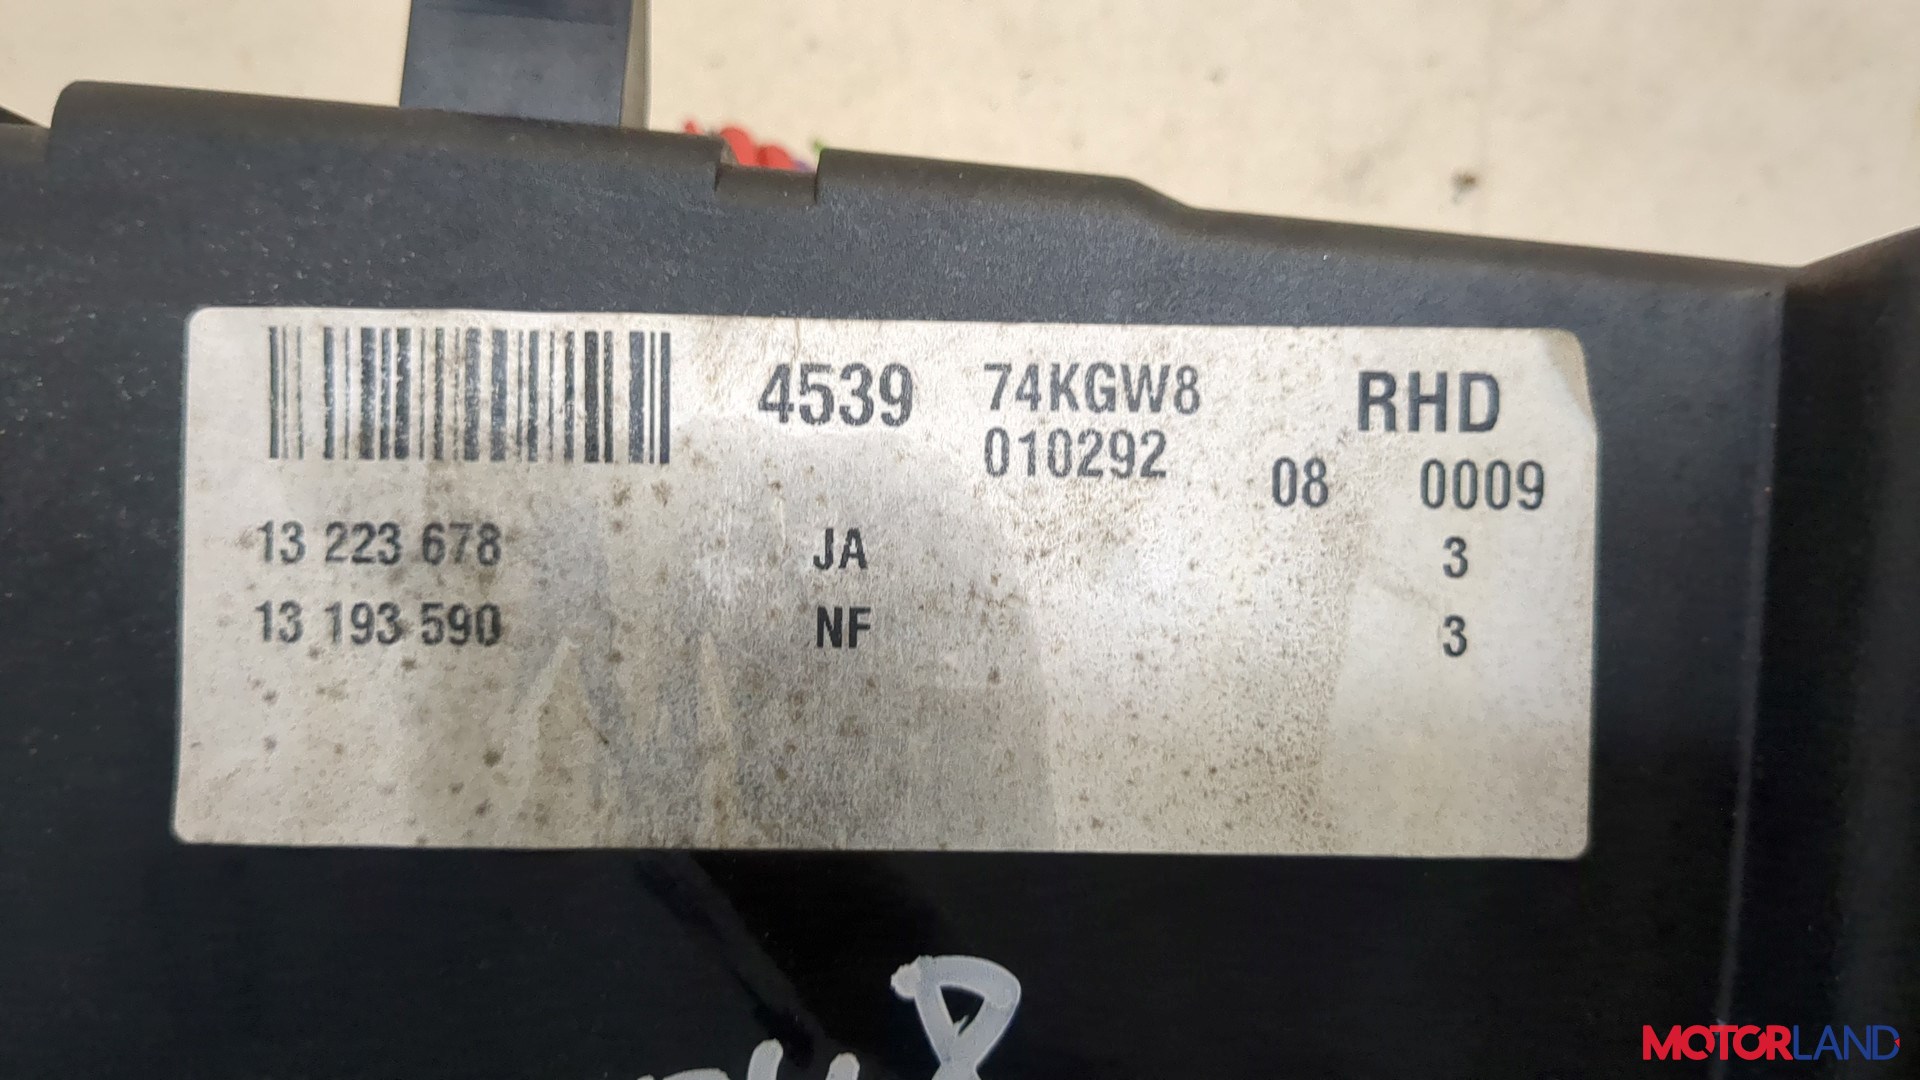 4539 74KGW8 RHD
010292 08 0009
13 223 678 JA 3
13 193 590 NF 3
MOTORLAND